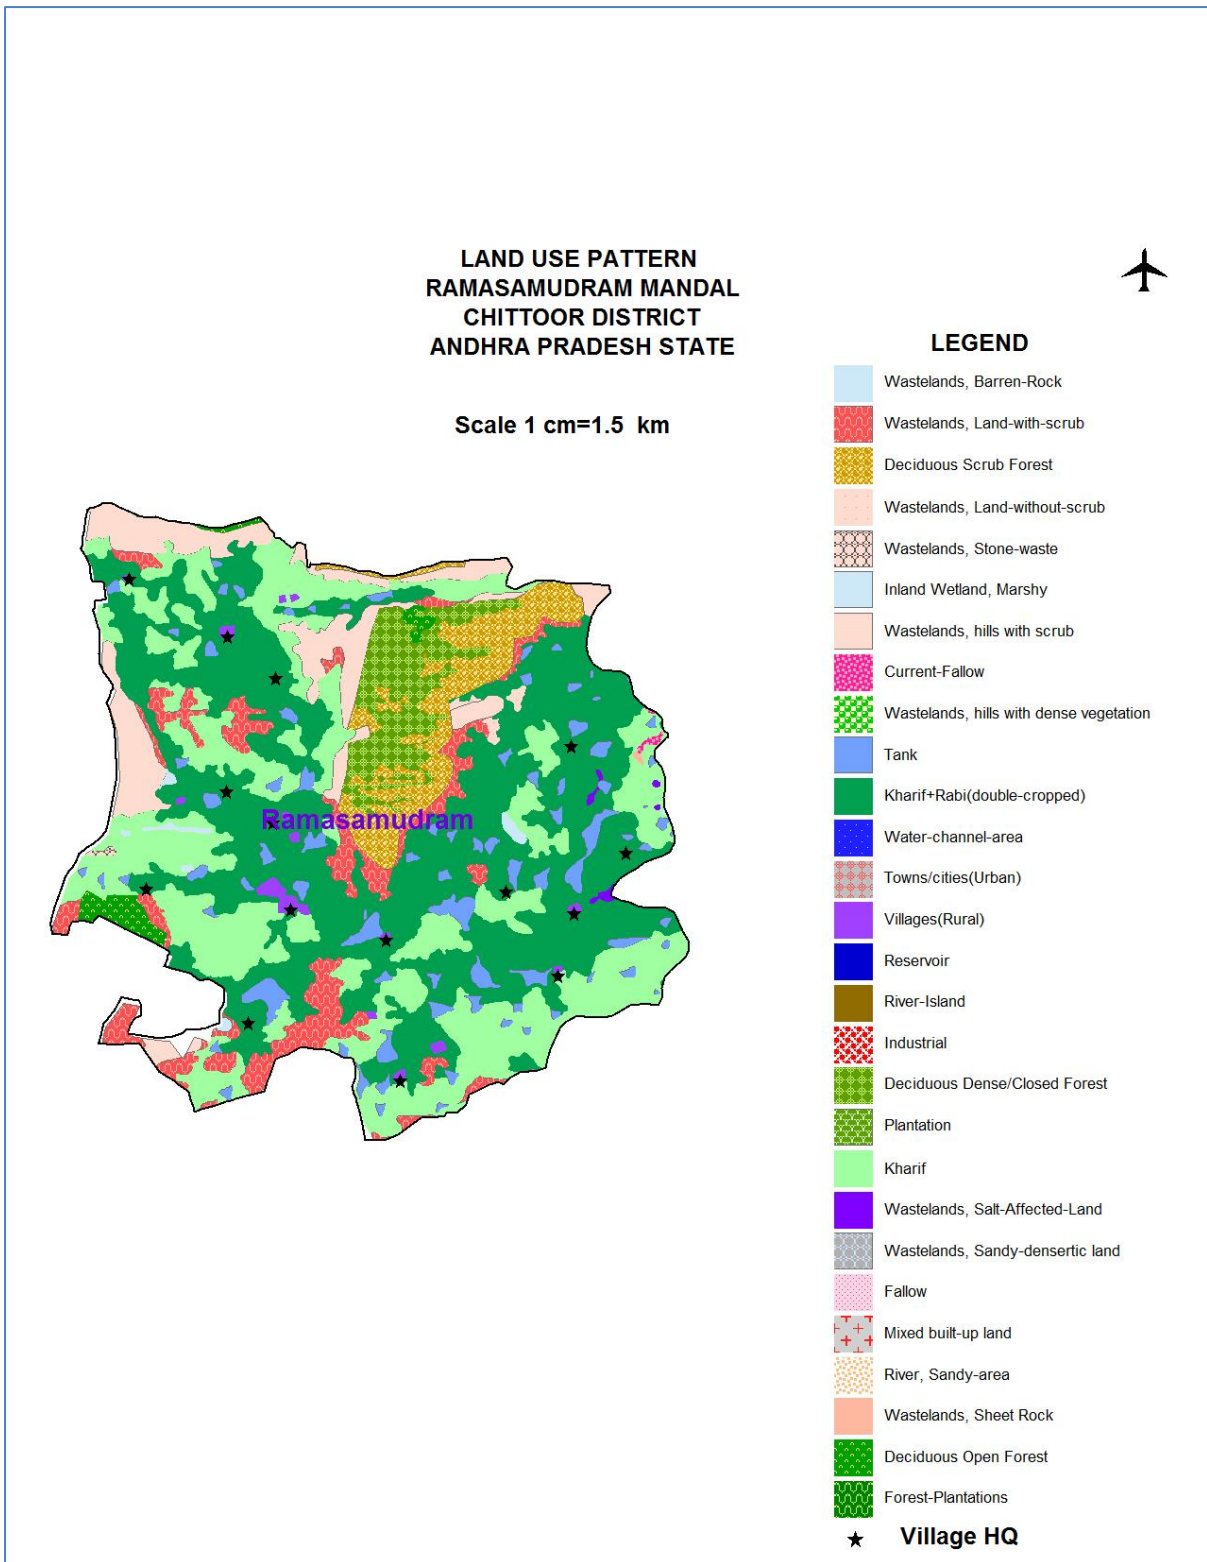 LAND USE PATTERN
RAMASAMUDRAM MANDAL
CHITTOOR DISTRICT
ANDHRA PRADESH STATE
Scale 1 cm=1.5 km
LEGEND
Wastelands, Barren-Rock
Wastelands, Land-with-scrub
Deciduous Scrub Forest
Wastelands, Land-without-scrub
Wastelands, Stone-waste
Inland Wetland, Marshy
Wastelands, hills with scrub
Current-Fallow
Wastelands, hills with dense vegetation
Tank
Kharif+Rabi(double-cropped)
Water-channel-area
Towns/cities(Urban)
Villages(Rural)
Reservoir
River-Island
Industrial
Deciduous Dense/Closed Forest
Plantation
Kharif
Wastelands, Salt-Affected-Land
Wastelands, Sandy-densertic land
Fallow
Mixed built-up land
River, Sandy-area
Wastelands, Sheet Rock
Deciduous Open Forest
Forest-Plantations
Village HQ
Ramasamudram